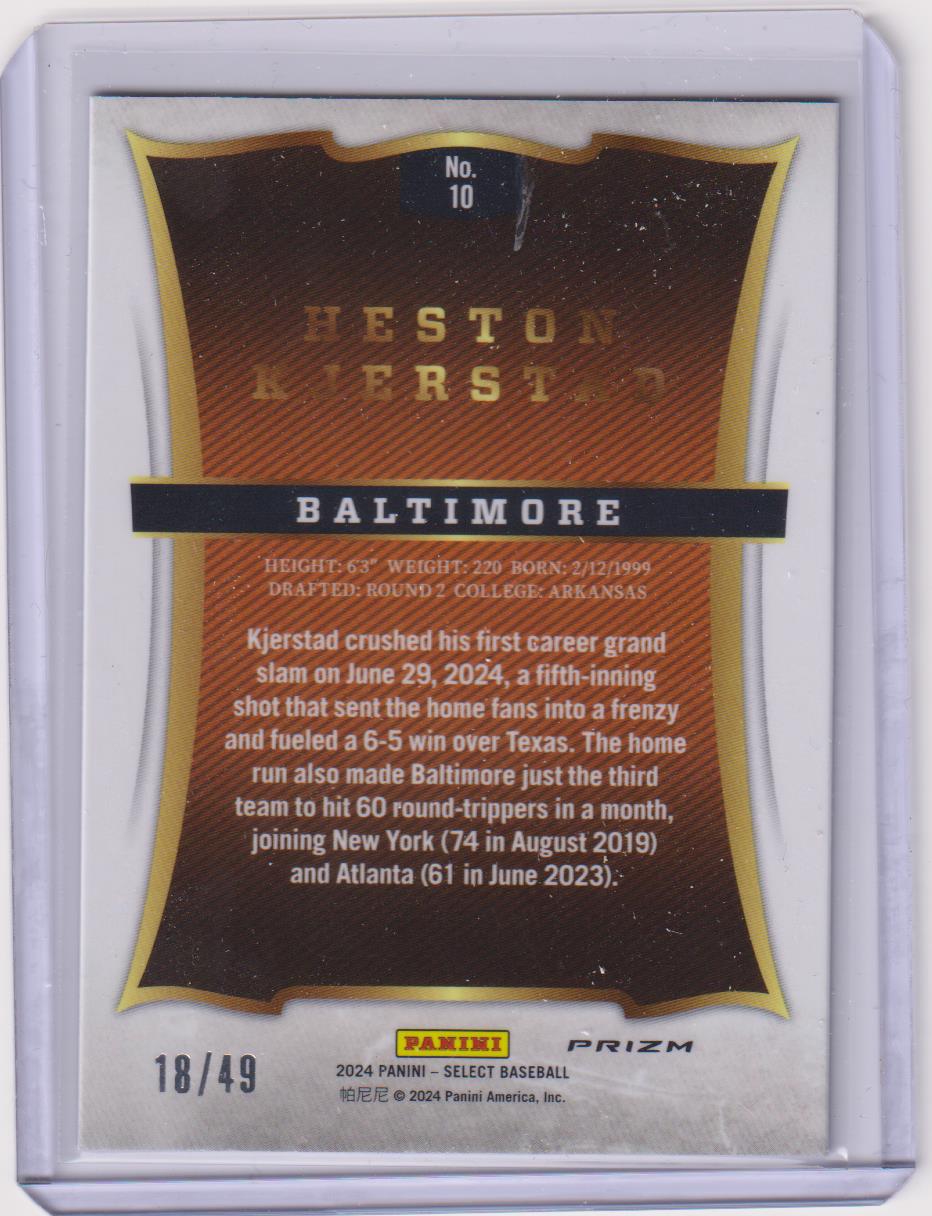 No.
10
HESTON
KJERSTAD
BALTIMORE
HEIGHT: 6'3" WEIGHT: 220 BORN: 2/12/1999
DRAFTED: ROUND 2 COLLEGE: ARKANSAS
Kjerstad crushed his first career grand
slam on June 29, 2024, a fifth-inning
shot that sent the home fans into a frenzy
and fueled a 6-5 win over Texas. The home
run also made Baltimore just the third
team to hit 60 round-trippers in a month,
joining New York (74 in August 2019)
and Atlanta (61 in June 2023).
PANINI PRIZM
18/49
2024 PANINI – SELECT BASEBALL
帕尼尼 © 2024 Panini America, Inc.